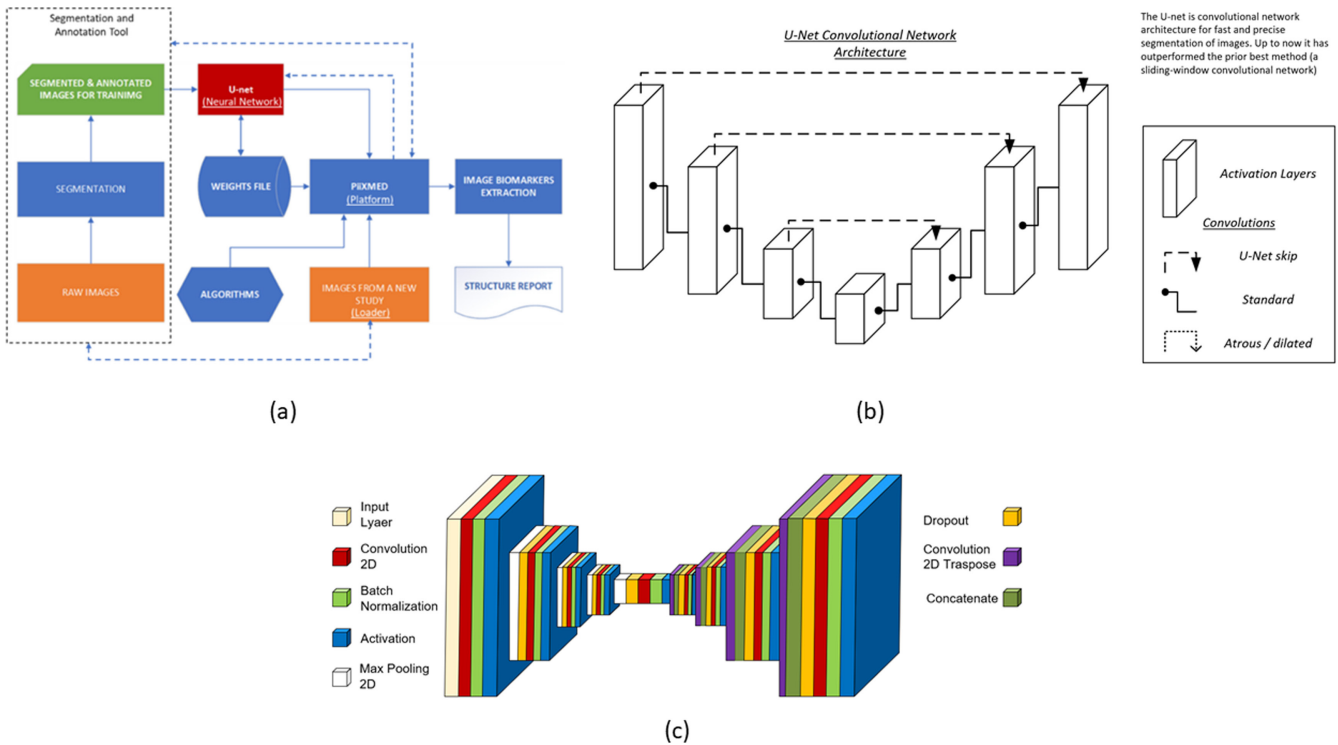 Segmentation and
Annotation Tool
SEGMENTED & ANNOTATED
IMAGES FOR TRAINIMG
U-net
(Neural Network)
SEGMENTATION
WEIGHTS FILE
PiiXMED
(Platform)
IMAGE BIOMARKERS
EXTRACTION
RAW IMAGES
ALGORITHMS
IMAGES FROM A NEW
STUDY
(Loader)
STRUCTURE REPORT
(a)
U-Net Convolutional Network
Architecture
The U-net is convolutional network
architecture for fast and precise
segmentation of images. Up to now it has
outperformed the prior best method (a
sliding-window convolutional network)
Activation Layers
Convolutions
U-Net skip
Standard
Atrous / dilated
(b)
Input
Lyaer
Convolution
2D
Batch
Normalization
Activation
Max Pooling
2D
Dropout
Convolution
2D Traspose
Concatenate
(c)